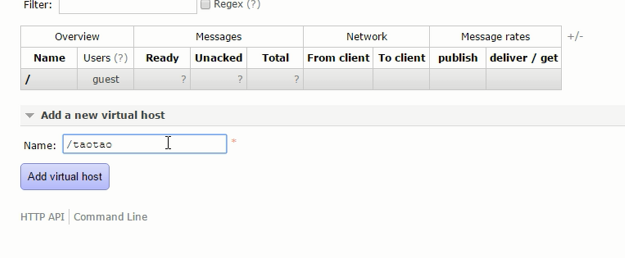 Filter: Regex (?)
Overview Messages Network Message rates +/-
Name Users (?) Ready Unacked Total From client To client publish deliver / get
/ guest ? ? ?
Add a new virtual host
Name: /taotao *
Add virtual host
HTTP API Command Line